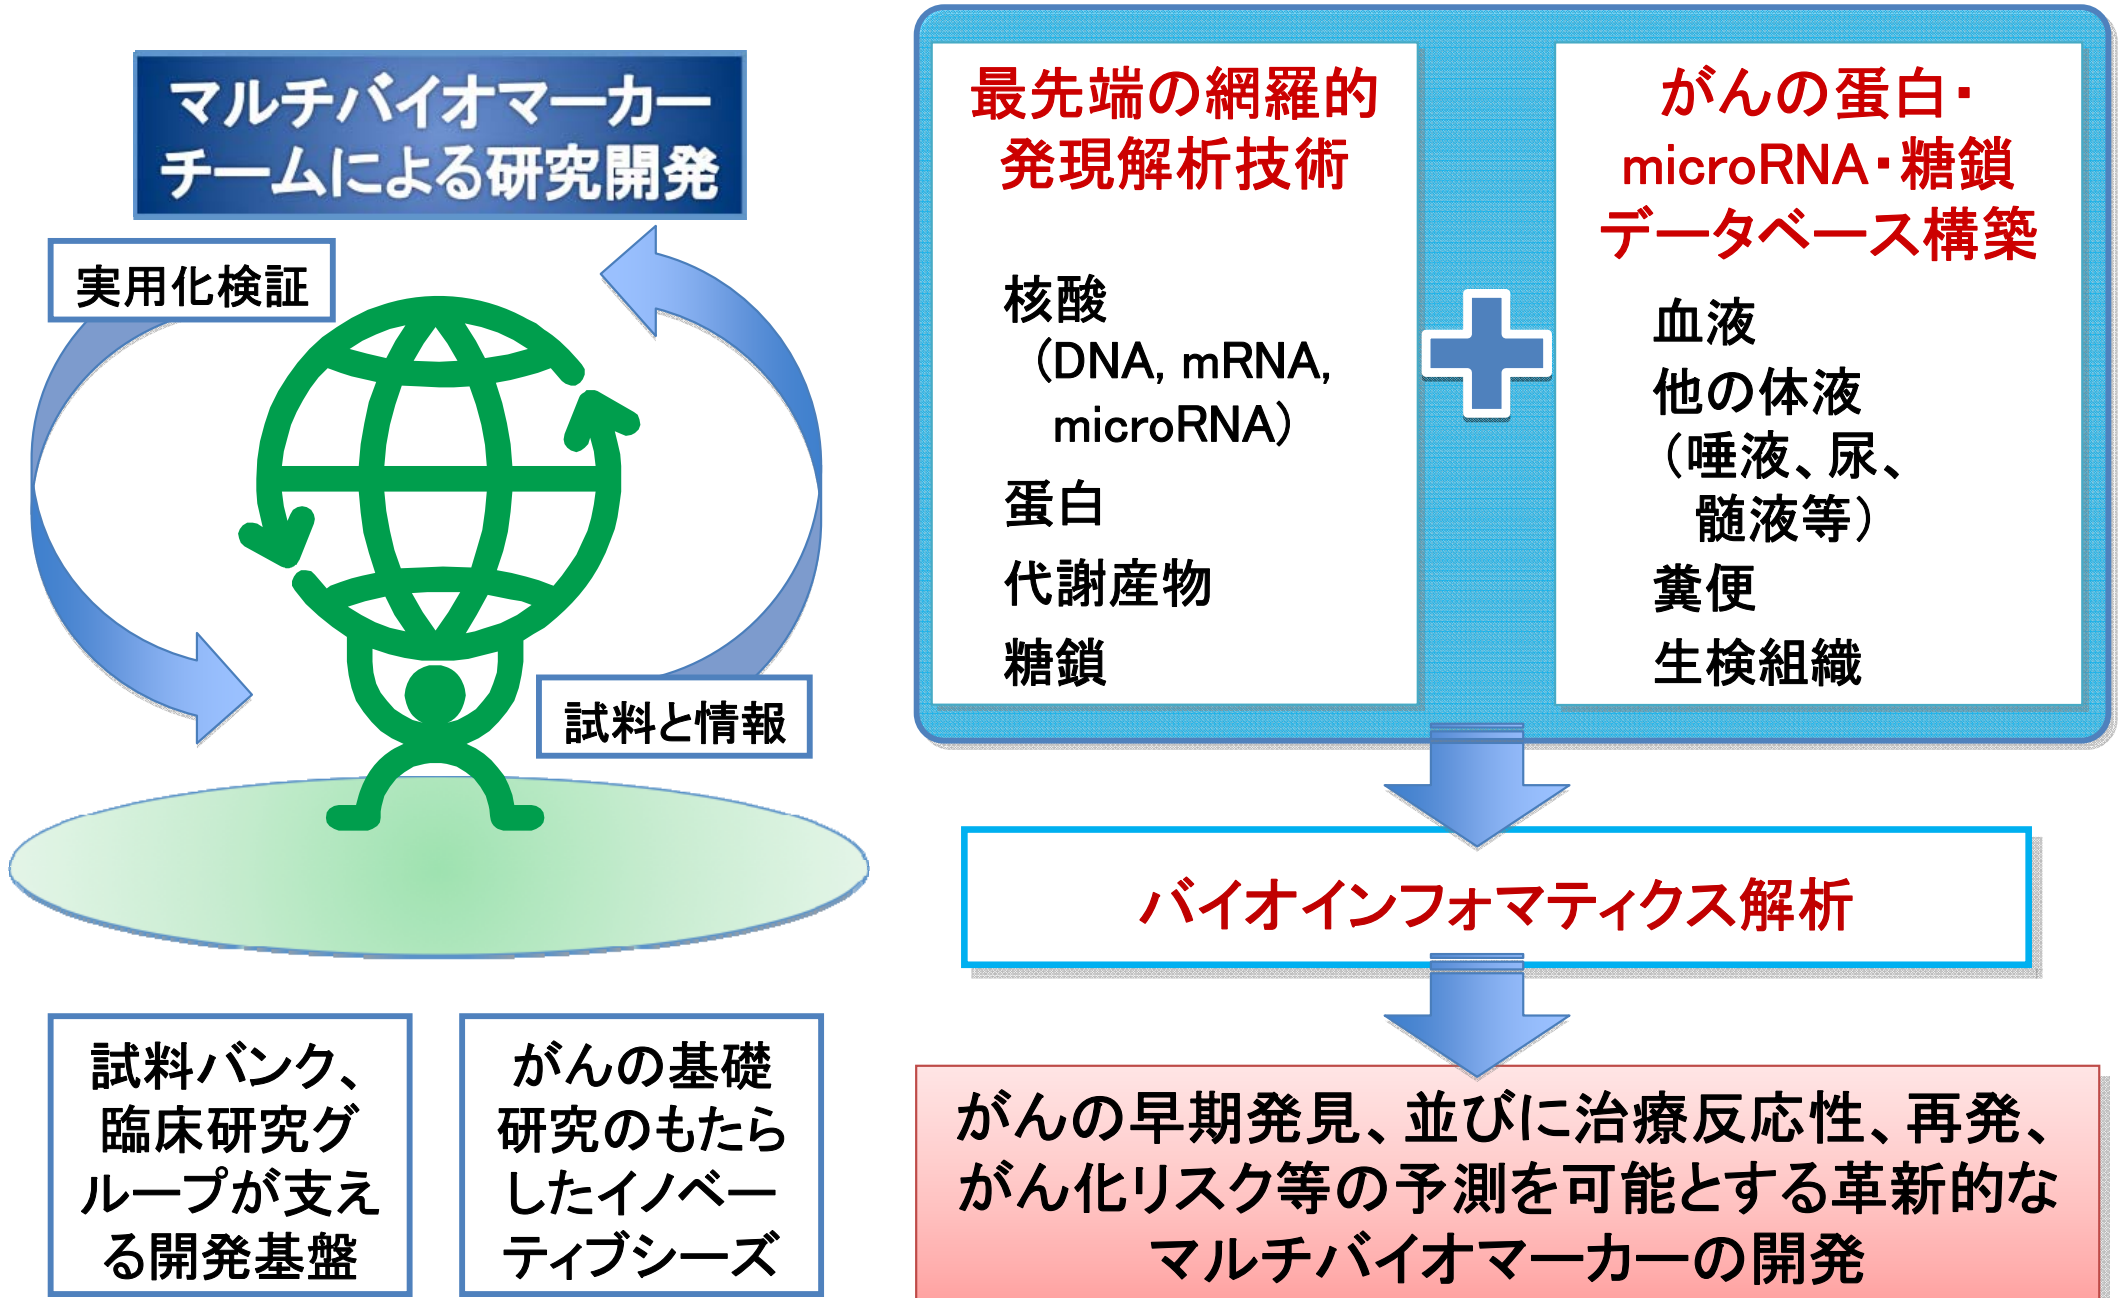 マルチバイオマーカー
チームによる研究開発
実用化検証
試料と情報
試料バンク、
臨床研究グ
ループが支え
る開発基盤
がんの基礎
研究のもたら
したイノベー
ティブシーズ
最先端の網羅的
発現解析技術
核酸
(DNA, mRNA,
microRNA)
蛋白
代謝産物
糖鎖
がんの蛋白・
microRNA・糖鎖
データベース構築
血液
他の体液
(唾液、尿、
髄液等)
糞便
生検組織
バイオインフォマティクス解析
がんの早期発見、並びに治療反応性、再発、
がん化リスク等の予測を可能とする革新的な
マルチバイオマーカーの開発